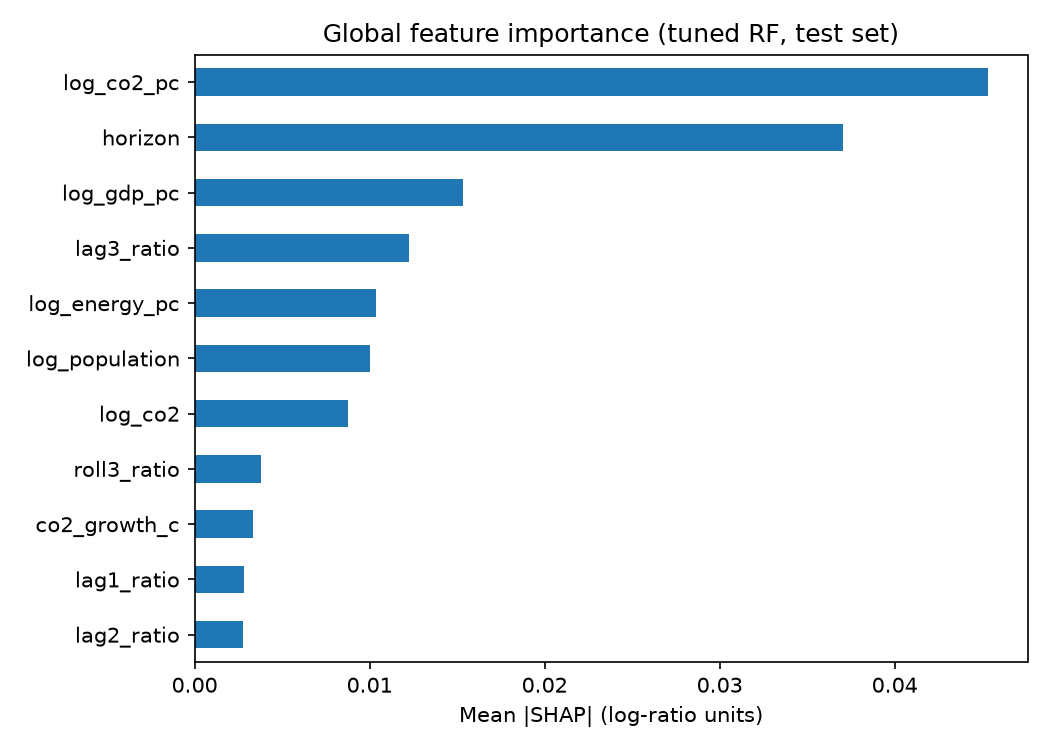 Global feature importance (tuned RF, test set)
log_co2_pc
horizon
log_gdp_pc
lag3_ratio
log_energy_pc
log_population
log_co2
roll3_ratio
co2_growth_c
lag1_ratio
lag2_ratio
0.00 0.01 0.02 0.03 0.04
Mean |SHAP| (log-ratio units)